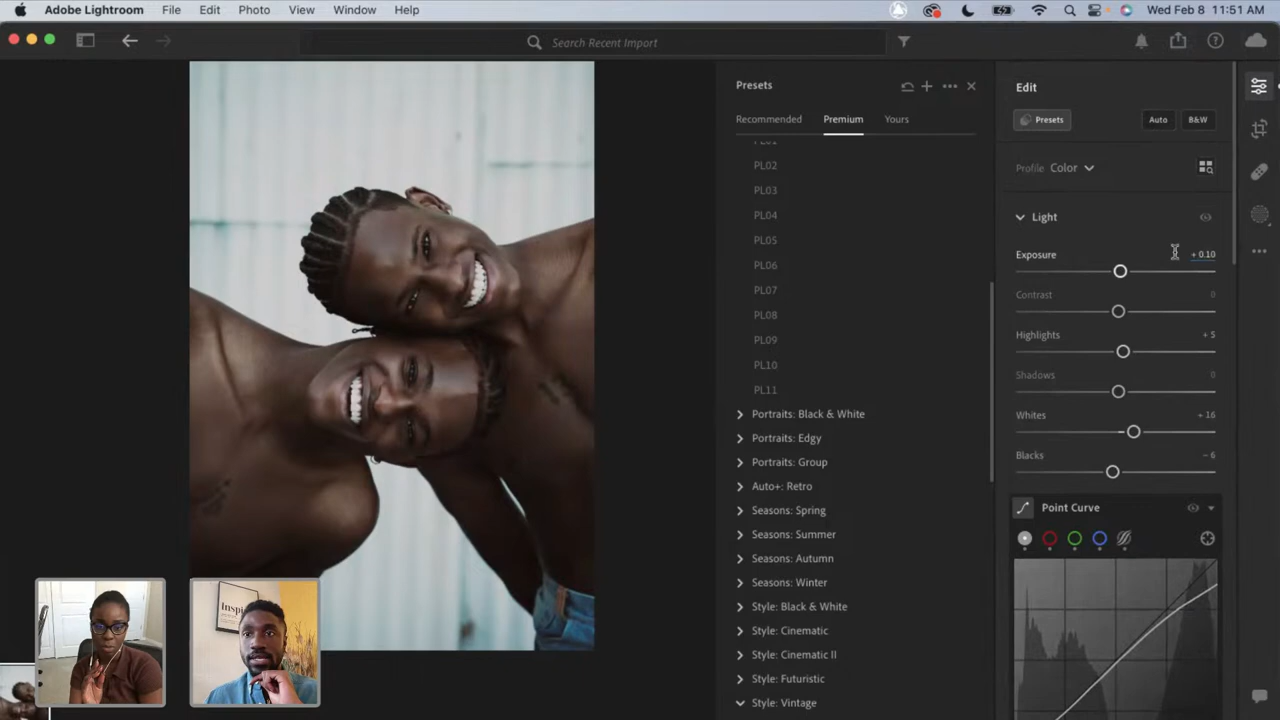 Adobe Lightroom File Edit Photo View Window Help Wed Feb 8 11:51 AM
Search Recent Import
Presets
Recommended Premium Yours
PL01
PL02
PL03
PL04
PL05
PL06
PL07
PL08
PL09
PL10
PL11
Portraits: Black & White
Portraits: Edgy
Portraits: Group
Auto+: Retro
Seasons: Spring
Seasons: Summer
Seasons: Autumn
Seasons: Winter
Style: Black & White
Style: Cinematic
Style: Cinematic II
Style: Futuristic
Style: Vintage
Edit
Presets Auto B&W
Profile Color
Light
Exposure + 0.10
Contrast 0
Highlights + 5
Shadows 0
Whites + 16
Blacks – 6
Point Curve